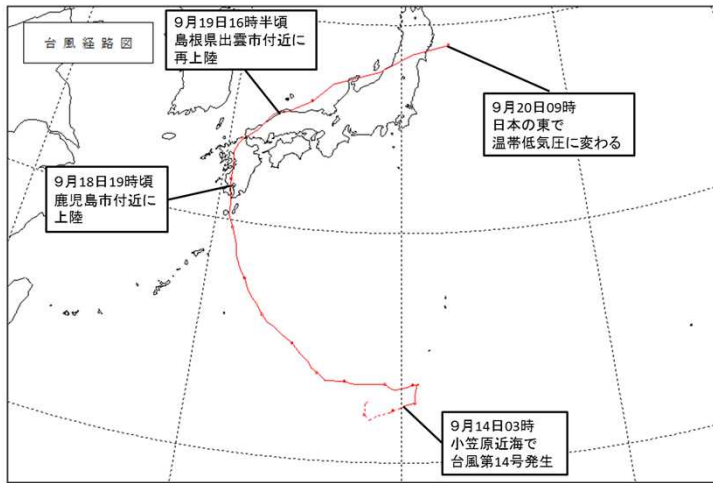 台風経路図
9月19日16時半頃
島根県出雲市付近に
再上陸
9月20日09時
日本の東で
温帯低気圧に変わる
9月18日19時頃
鹿児島市付近に
上陸
9月14日03時
小笠原近海で
台風第14号発生